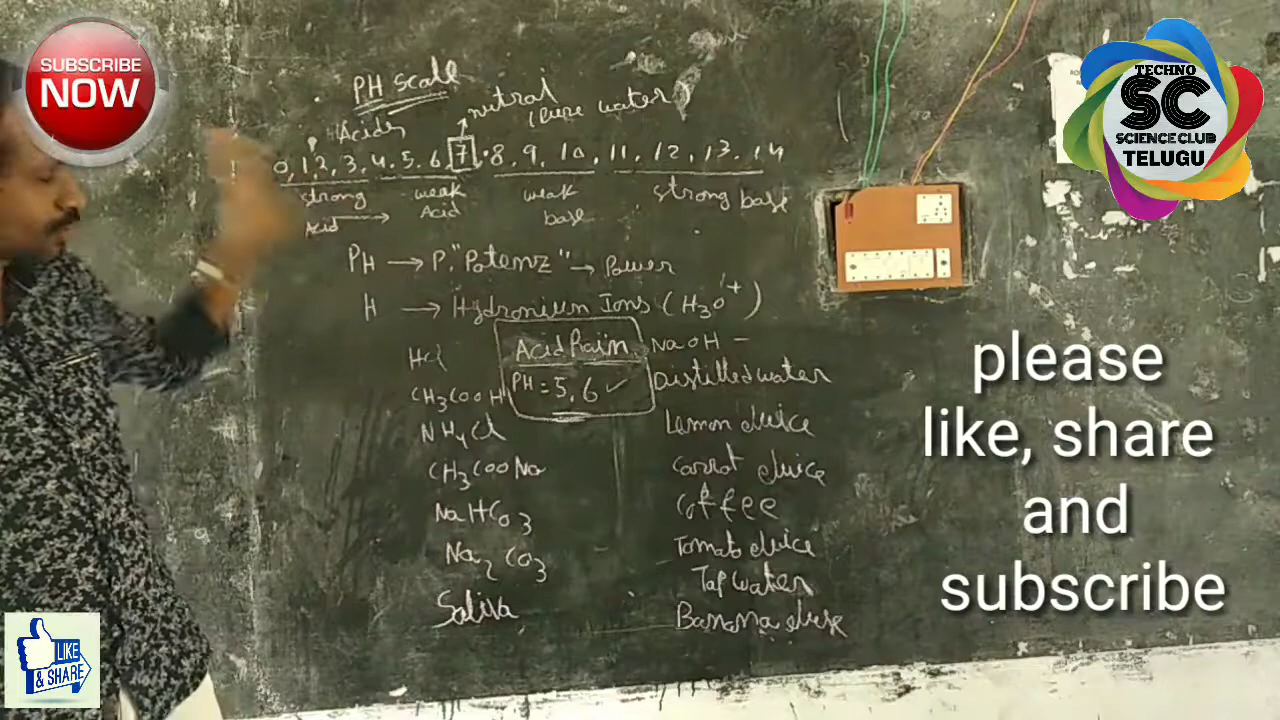 SUBSCRIBE
NOW
TECHNO
SC
SCIENCE CLUB
TELUGU
PH scale
nutral
(pure water)
Acids
0, 1, 2, 3, 4, 5, 6, 7, 8, 9, 10, 11, 12, 13, 14
strong Acid
weak Acid
weak base
strong base
PH → P. "Potenz" → Power
H → Hydronium Ions (H3O+)
Acid Rain
PH = 5, 6 ✓
HCl
CH3COOH
NH4Cl
CH3COONa
NaHCO3
Na2CO3
Saliva
NaOH -
Distilled water
Lemon Juice
Carrot Juice
Coffee
Tomato Juice
Tap water
Banana Juice
please
like, share
and
subscribe
LIKE
& SHARE